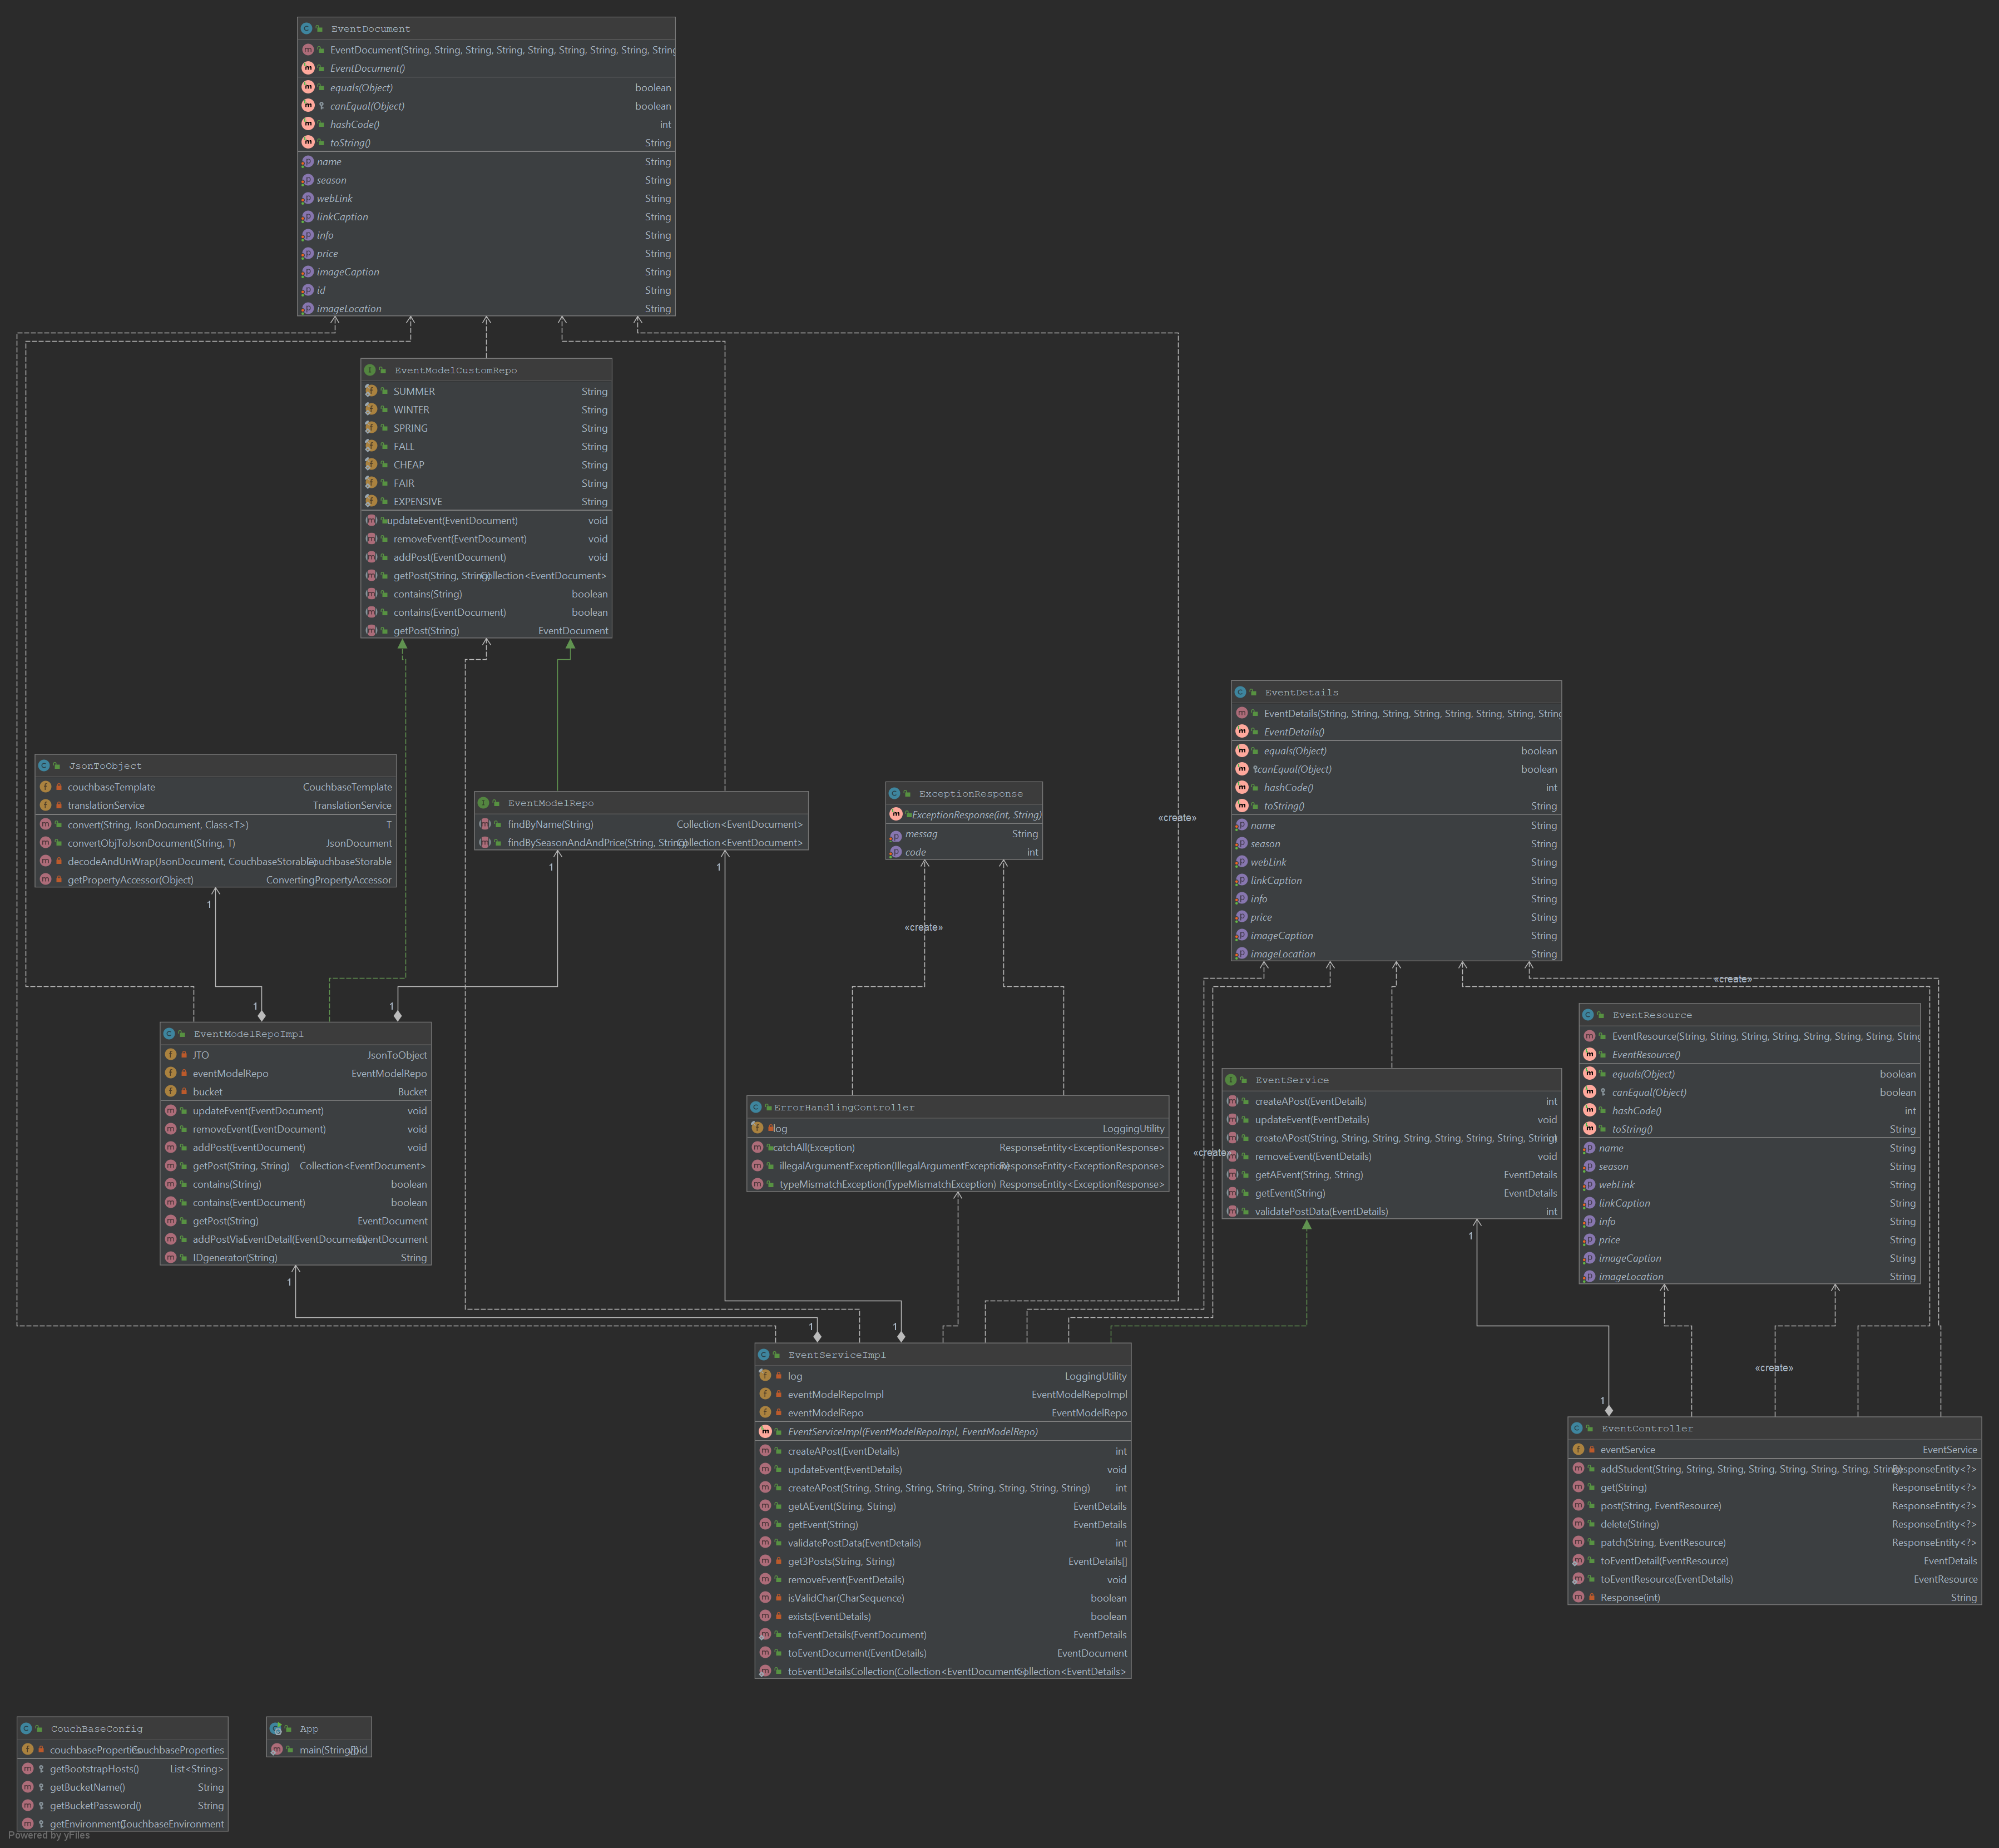 EventDocument
EventDocument(String, String, String, String, String, String, String, String, String
EventDocument()
equals(Object) boolean
canEqual(Object) boolean
hashCode() int
toString() String
name String
season String
webLink String
linkCaption String
info String
price String
imageCaption String
id String
imageLocation String
EventModelCustomRepo
SUMMER String
WINTER String
SPRING String
FALL String
CHEAP String
FAIR String
EXPENSIVE String
updateEvent(EventDocument) void
removeEvent(EventDocument) void
addPost(EventDocument) void
getPost(String, String) Collection<EventDocument>
contains(String) boolean
contains(EventDocument) boolean
getPost(String) EventDocument
JsonToObject
couchbaseTemplate CouchbaseTemplate
translationService TranslationService
convert(String, JsonDocument, Class<T>) T
convertObjToJsonDocument(String, T) JsonDocument
decodeAndUnWrap(JsonDocument, CouchbaseStorable) CouchbaseStorable
getPropertyAccessor(Object) ConvertingPropertyAccessor
EventModelRepo
findByName(String) Collection<EventDocument>
findBySeasonAndAndPrice(String, String) Collection<EventDocument>
ExceptionResponse
ExceptionResponse(int, String)
messag String
code int
«create»
EventDetails
EventDetails(String, String, String, String, String, String, String, String
EventDetails()
equals(Object) boolean
canEqual(Object) boolean
hashCode() int
toString() String
name String
season String
webLink String
linkCaption String
info String
price String
imageCaption String
imageLocation String
1
1
1
«create»
«create»
1
1
EventModelRepoImpl
JTO JsonToObject
eventModelRepo EventModelRepo
bucket Bucket
updateEvent(EventDocument) void
removeEvent(EventDocument) void
addPost(EventDocument) void
getPost(String, String) Collection<EventDocument>
contains(String) boolean
contains(EventDocument) boolean
getPost(String) EventDocument
addPostViaEventDetail(EventDocument) EventDocument
IDgenerator(String) String
ErrorHandlingController
log LoggingUtility
catchAll(Exception) ResponseEntity<ExceptionResponse>
illegalArgumentException(IllegalArgumentException) ResponseEntity<ExceptionResponse>
typeMismatchException(TypeMismatchException) ResponseEntity<ExceptionResponse>
EventService
createAPost(EventDetails) int
updateEvent(EventDetails) void
createAPost(String, String, String, String, String, String, String, String) int
removeEvent(EventDetails) void
getAEvent(String, String) EventDetails
getEvent(String) EventDetails
validatePostData(EventDetails) int
«create»
EventResource
EventResource(String, String, String, String, String, String, String, String
EventResource()
equals(Object) boolean
canEqual(Object) boolean
hashCode() int
toString() String
name String
season String
webLink String
linkCaption String
info String
price String
imageCaption String
imageLocation String
1
1
1
1
«create»
1
EventServiceImpl
log LoggingUtility
eventModelRepoImpl EventModelRepoImpl
eventModelRepo EventModelRepo
EventServiceImpl(EventModelRepoImpl, EventModelRepo)
createAPost(EventDetails) int
updateEvent(EventDetails) void
createAPost(String, String, String, String, String, String, String, String) int
getAEvent(String, String) EventDetails
getEvent(String) EventDetails
validatePostData(EventDetails) int
get3Posts(String, String) EventDetails[]
removeEvent(EventDetails) void
isValidChar(CharSequence) boolean
exists(EventDetails) boolean
toEventDetails(EventDocument) EventDetails
toEventDocument(EventDetails) EventDocument
toEventDetailsCollection(Collection<EventDocument>) Collection<EventDetails>
EventController
eventService EventService
addStudent(String, String, String, String, String, String, String, String) ResponseEntity<?>
get(String) ResponseEntity<?>
post(String, EventResource) ResponseEntity<?>
delete(String) ResponseEntity<?>
patch(String, EventResource) ResponseEntity<?>
toEventDetail(EventResource) EventDetails
toEventResource(EventDetails) EventResource
Response(int) String
CouchBaseConfig
couchbaseProperties CouchbaseProperties
getBootstrapHosts() List<String>
getBucketName() String
getBucketPassword() String
getEnvironment() CouchbaseEnvironment
App
main(String[]) void
Powered by yFiles